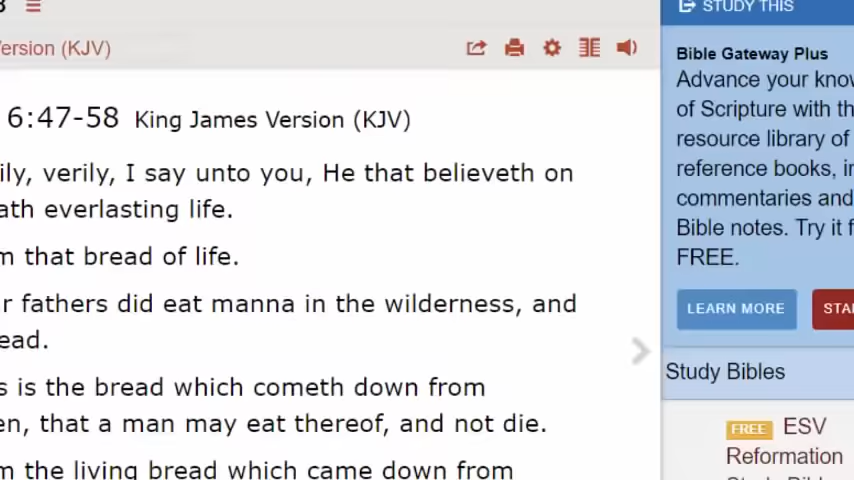 ersion (KJV)
6:47-58 King James Version (KJV)
ily, verily, I say unto you, He that believeth on
ath everlasting life.
m that bread of life.
r fathers did eat manna in the wilderness, and
ead.
s is the bread which cometh down from
en, that a man may eat thereof, and not die.
m the living bread which came down from
STUDY THIS
Bible Gateway Plus
Advance your know
of Scripture with th
resource library of
reference books, in
commentaries and
Bible notes. Try it f
FREE.
LEARN MORE
STA
Study Bibles
FREE ESV
Reformation